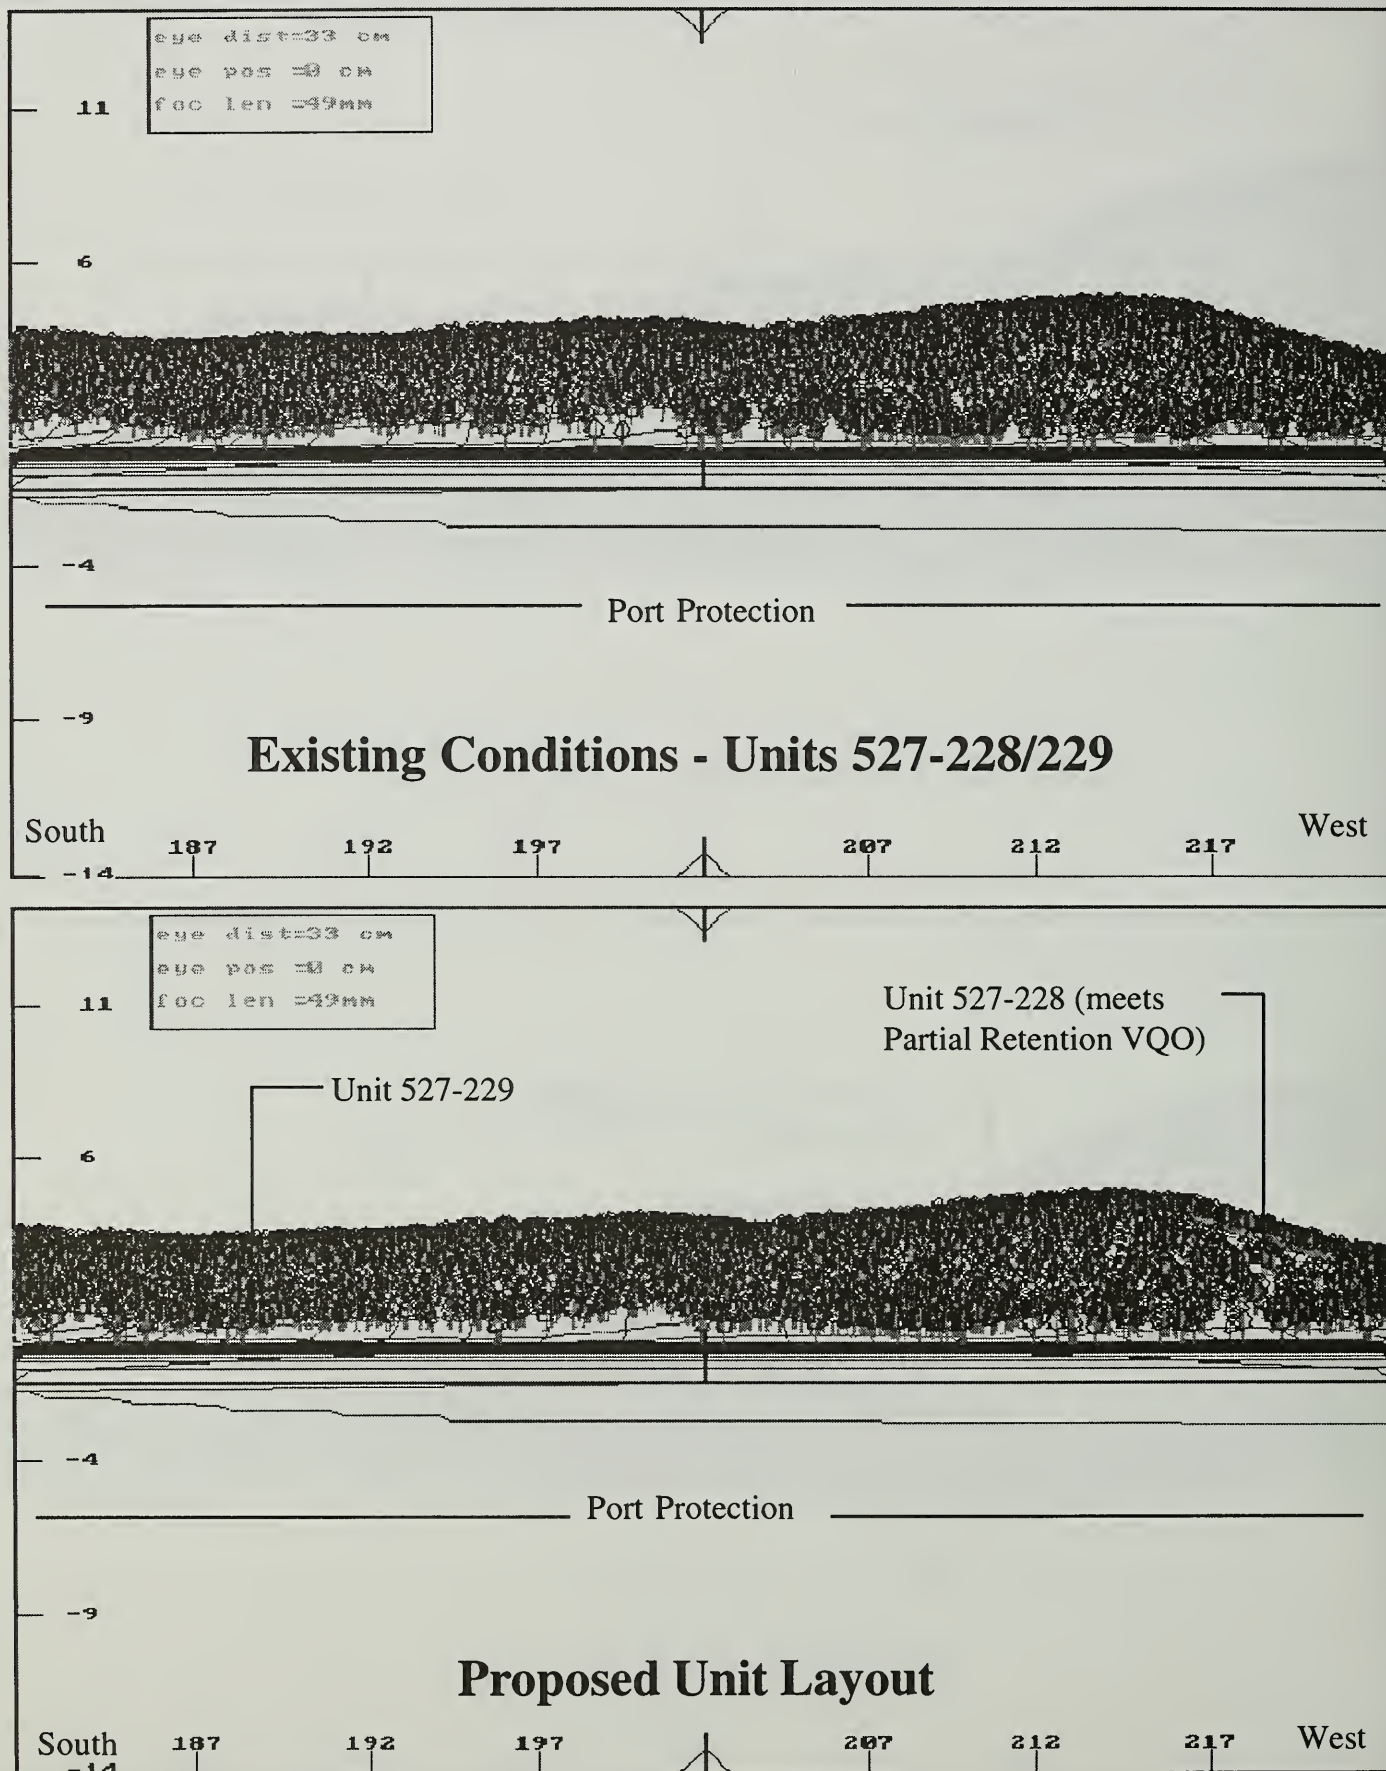 eye dist=33 cm
eye pos =0 cm
foc len =49mm
11
6
-4
Port Protection
-9
Existing Conditions - Units 527-228/229
South
West
187 192 197 207 212 217
-14
eye dist=33 cm
eye pos =0 cm
foc len =49mm
11
Unit 527-228 (meets
Partial Retention VQO)
Unit 527-229
6
-4
Port Protection
-9
Proposed Unit Layout
South 187 192 197 207 212 217 West
-14